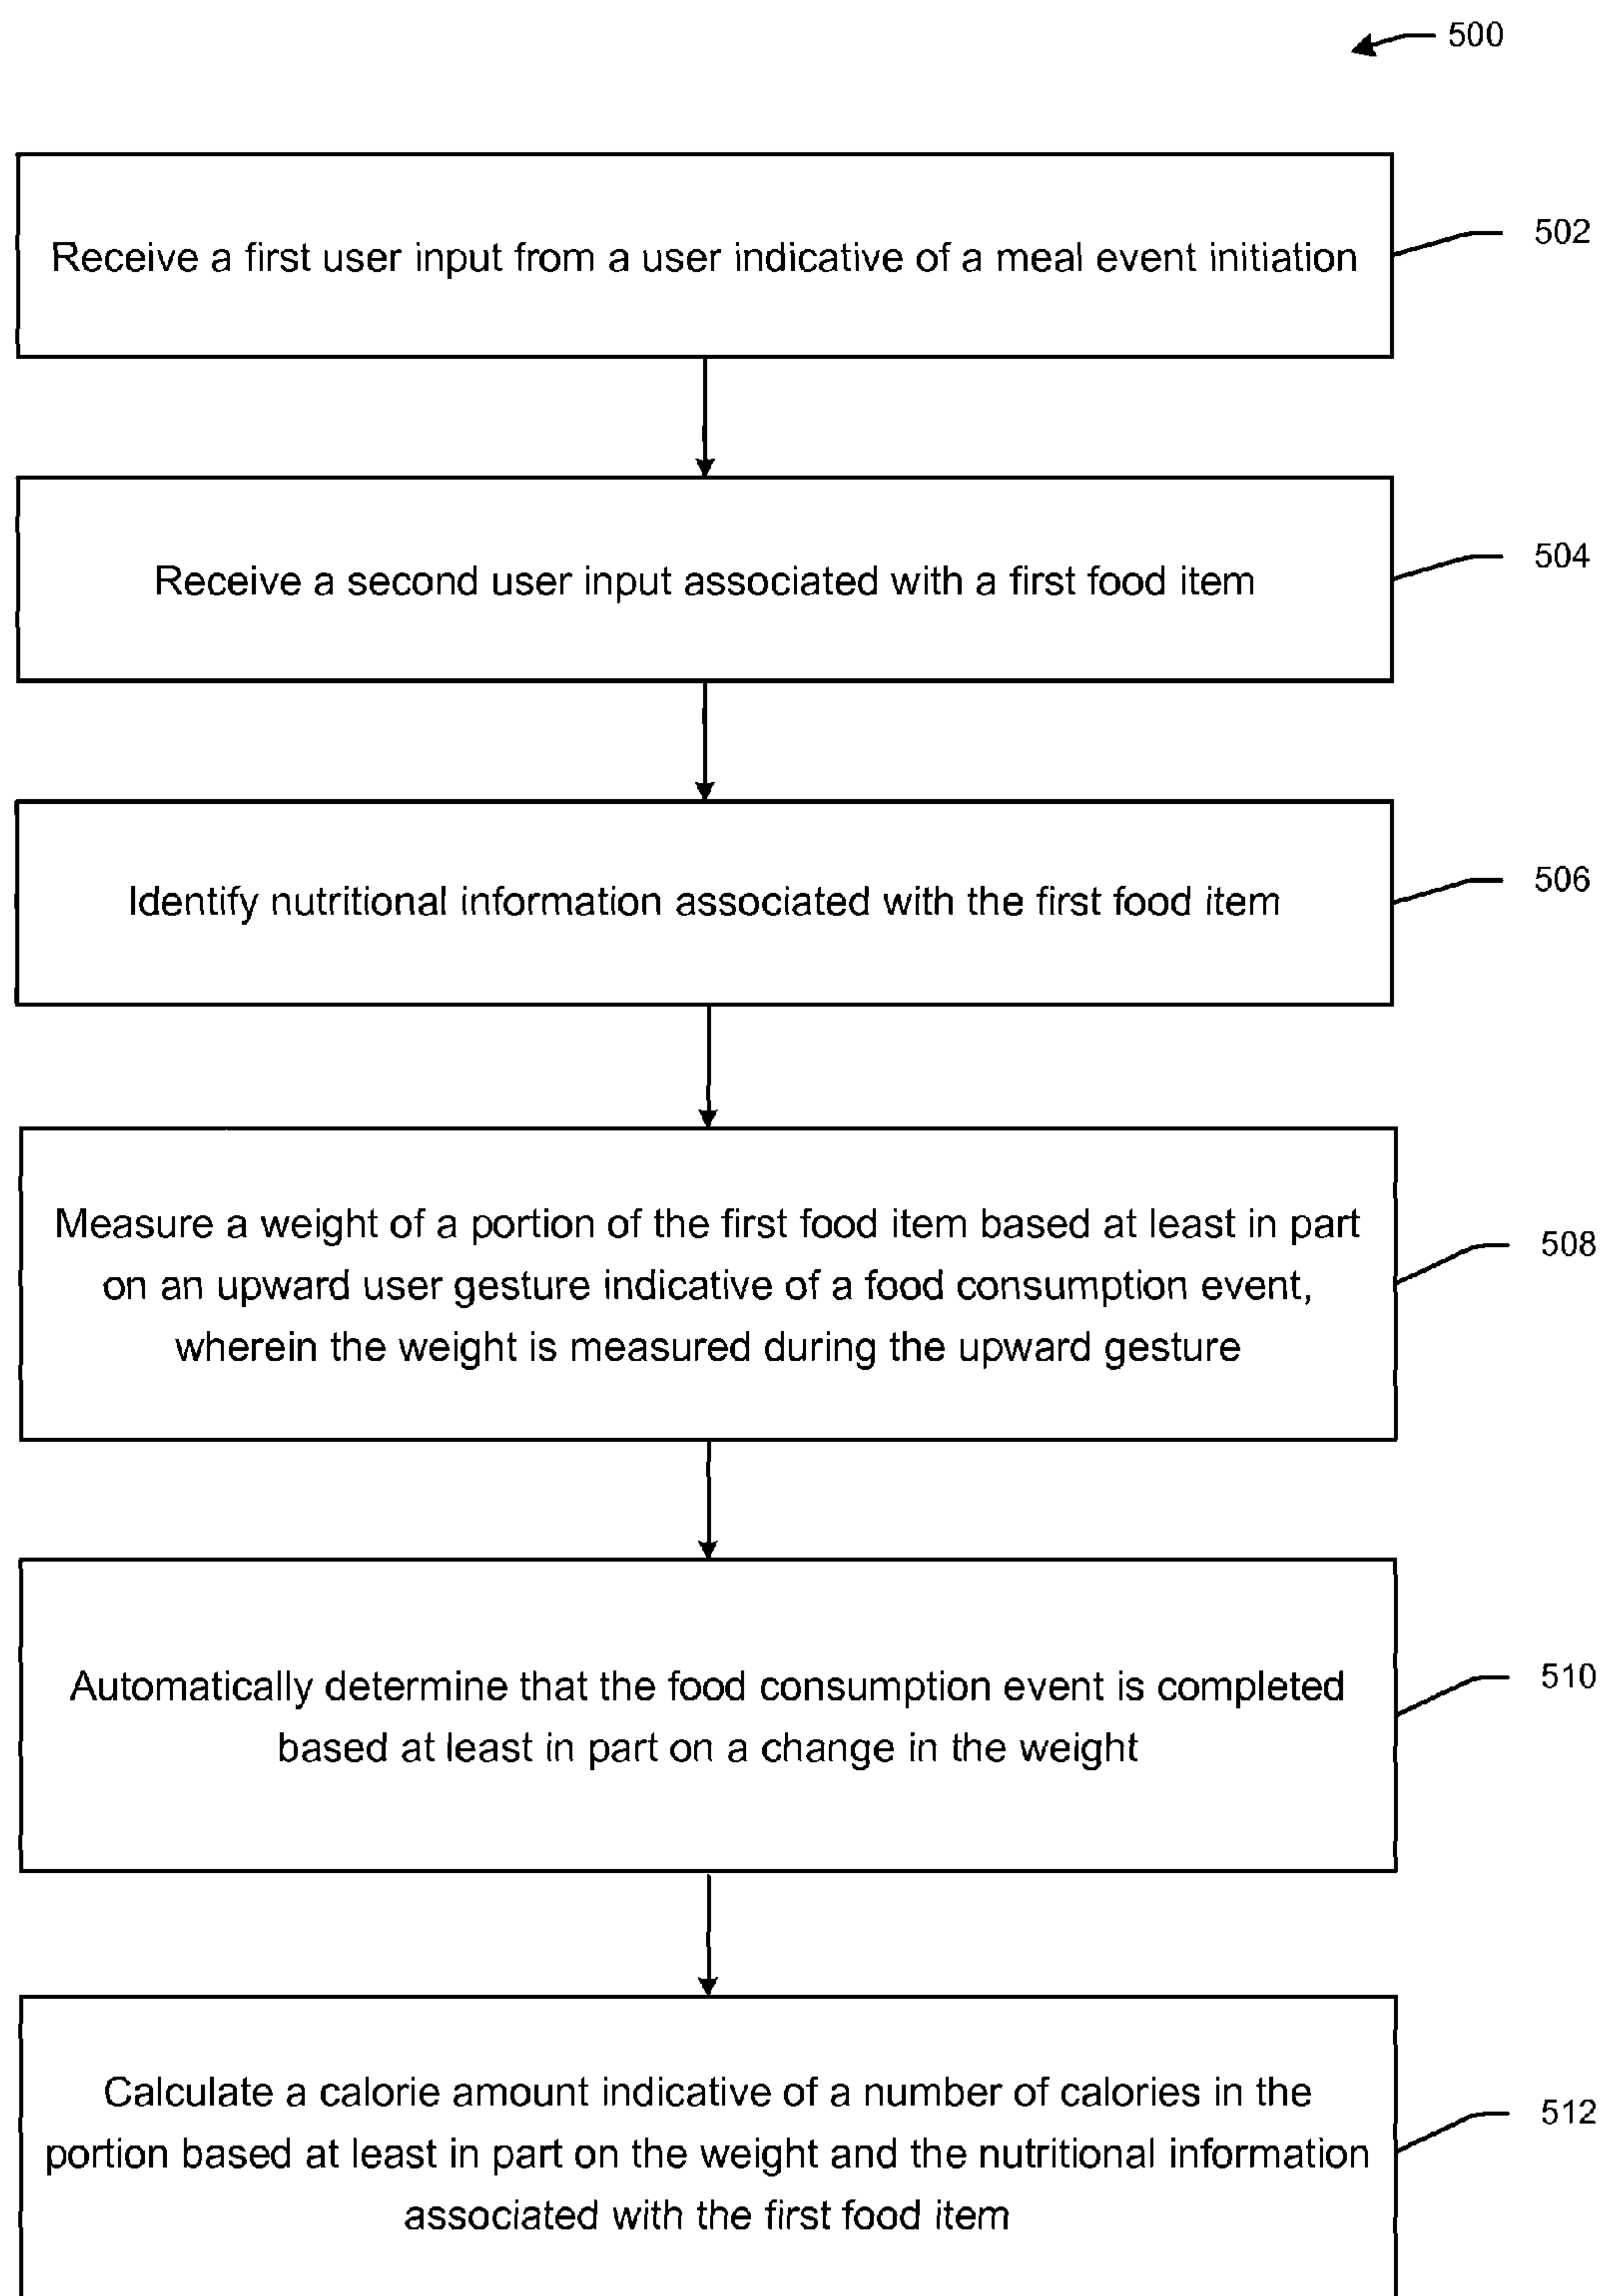 500
Receive a first user input from a user indicative of a meal event initiation
502
Receive a second user input associated with a first food item
504
Identify nutritional information associated with the first food item
506
Measure a weight of a portion of the first food item based at least in part
on an upward user gesture indicative of a food consumption event,
wherein the weight is measured during the upward gesture
508
Automatically determine that the food consumption event is completed
based at least in part on a change in the weight
510
Calculate a calorie amount indicative of a number of calories in the
portion based at least in part on the weight and the nutritional information
associated with the first food item
512